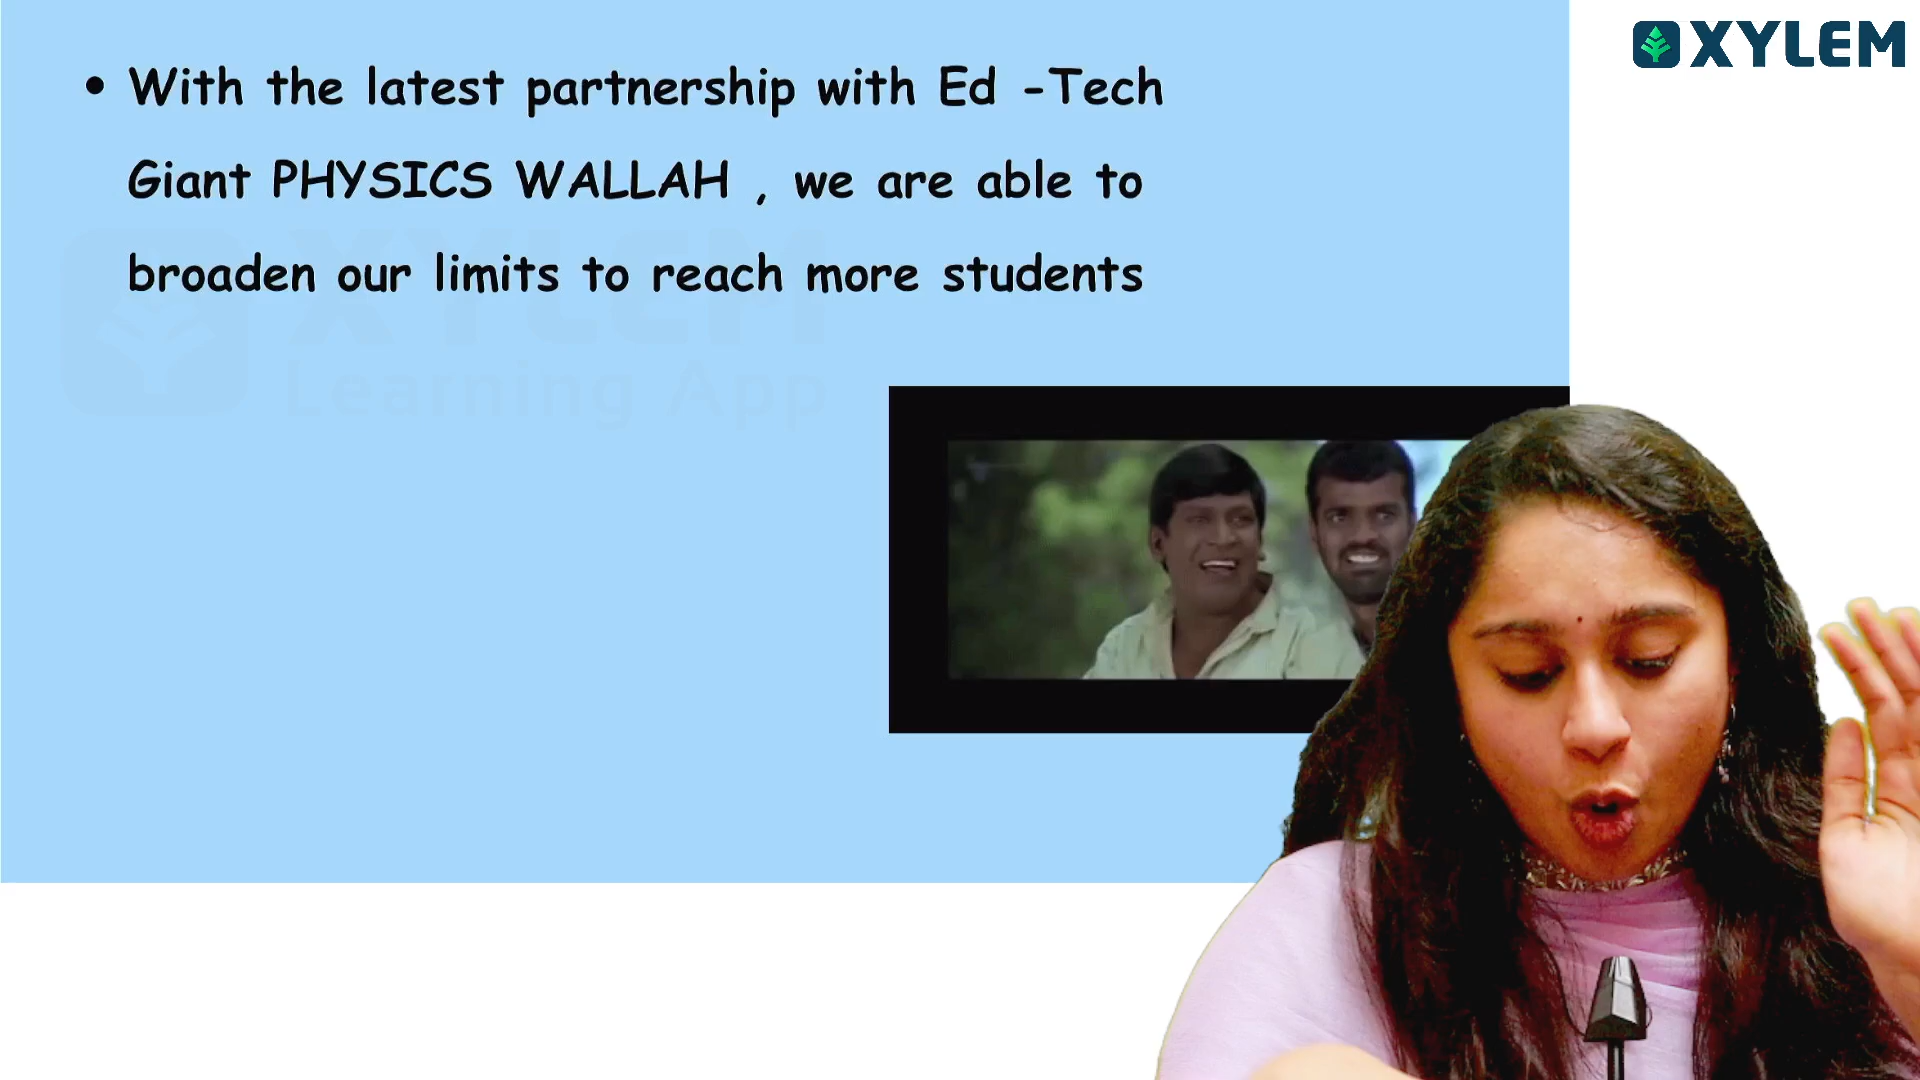 XYLEM
• With the latest partnership with Ed -Tech
Giant PHYSICS WALLAH , we are able to
broaden our limits to reach more students
XYLEM
Learning App